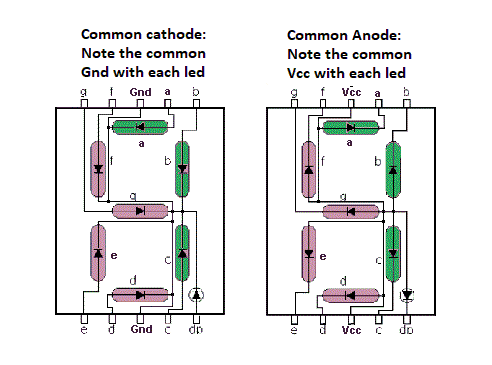 Common cathode:
Note the common
Gnd with each led
g f Gnd a b
a
f b
g
e c
d
e d Gnd c dp
Common Anode:
Note the common
Vcc with each led
g f Vcc a b
a
f b
g
e c
d
e d Vcc c dp